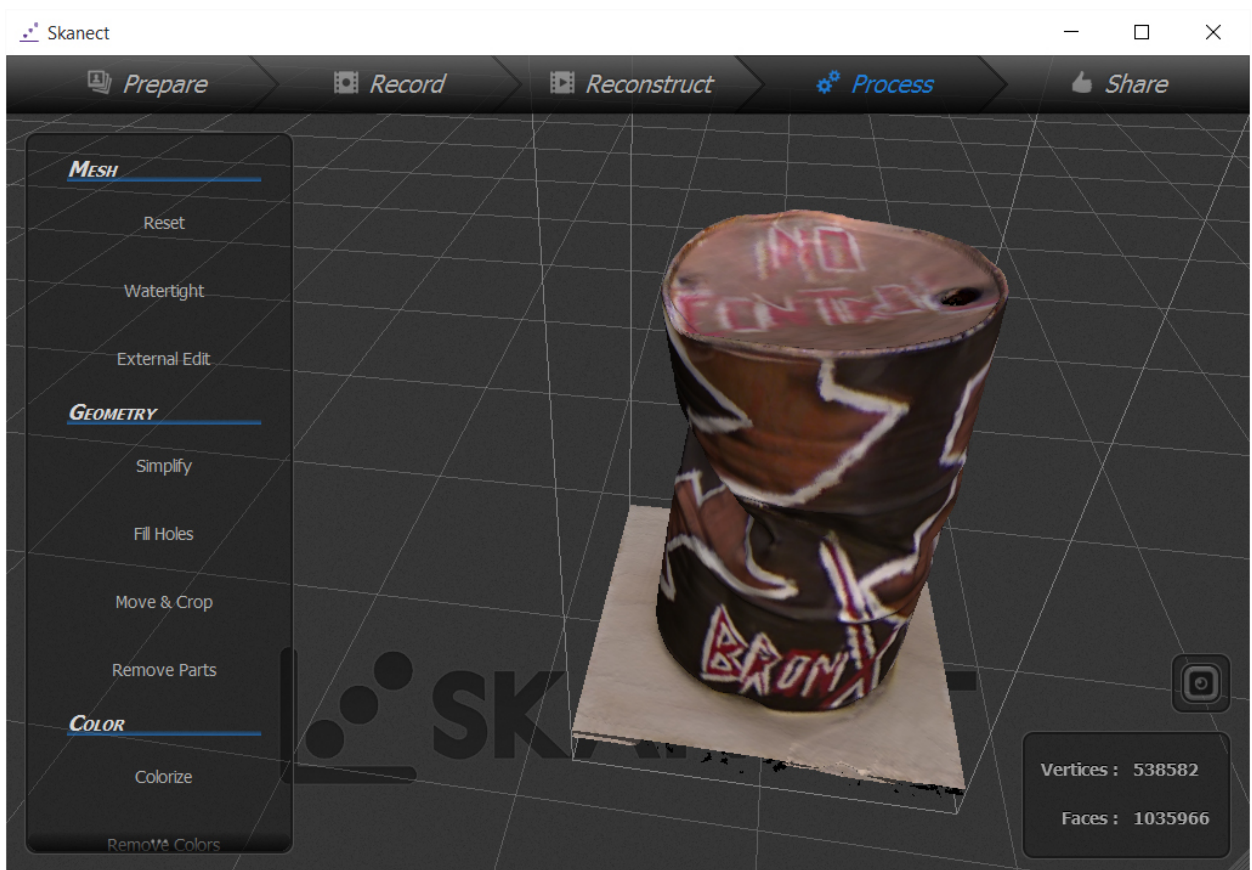 Skanect
Prepare
Record
Reconstruct
Process
Share
MESH
Reset
Watertight
External Edit
GEOMETRY
Simplify
Fill Holes
Move & Crop
Remove Parts
COLOR
Colorize
Remove Colors
NO
BRONX
Vertices : 538582
Faces : 1035966